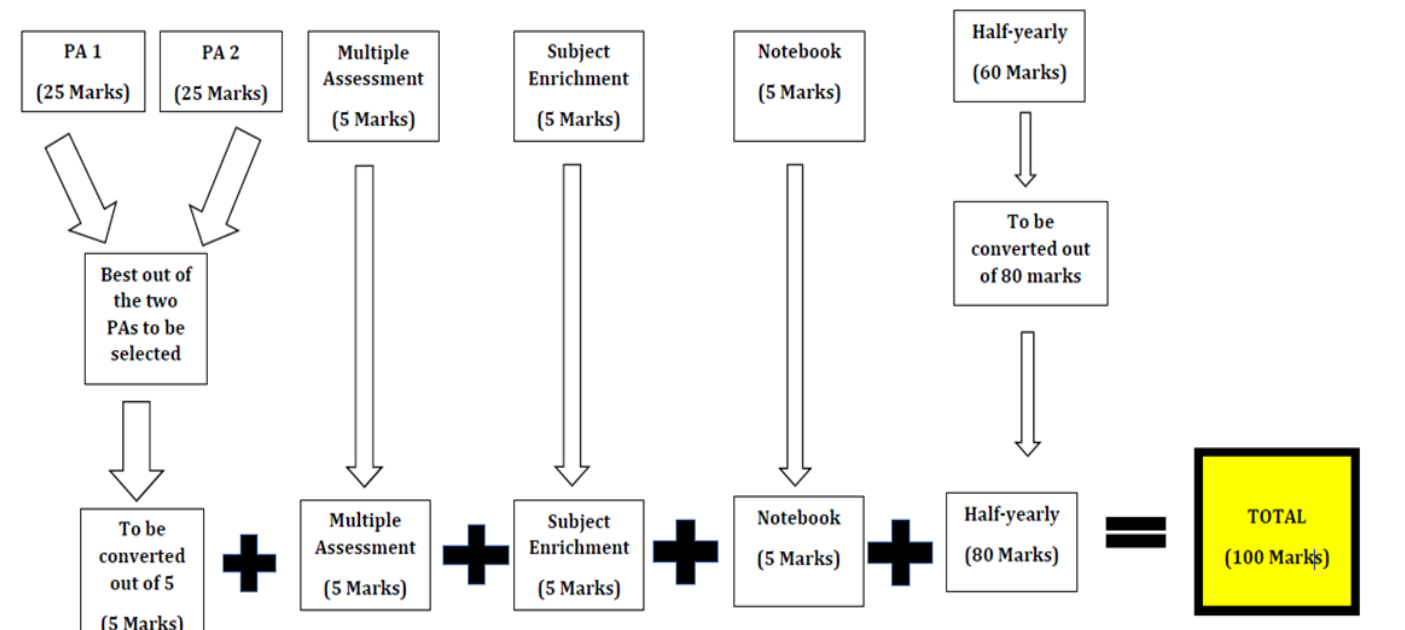 PA 1
(25 Marks)
PA 2
(25 Marks)
Multiple
Assessment
(5 Marks)
Subject
Enrichment
(5 Marks)
Notebook
(5 Marks)
Half-yearly
(60 Marks)
Best out of
the two
PAs to be
selected
To be
converted out
of 80 marks
To be
converted
out of 5
(5 Marks)
Multiple
Assessment
(5 Marks)
Subject
Enrichment
(5 Marks)
Notebook
(5 Marks)
Half-yearly
(80 Marks)
TOTAL
(100 Marks)